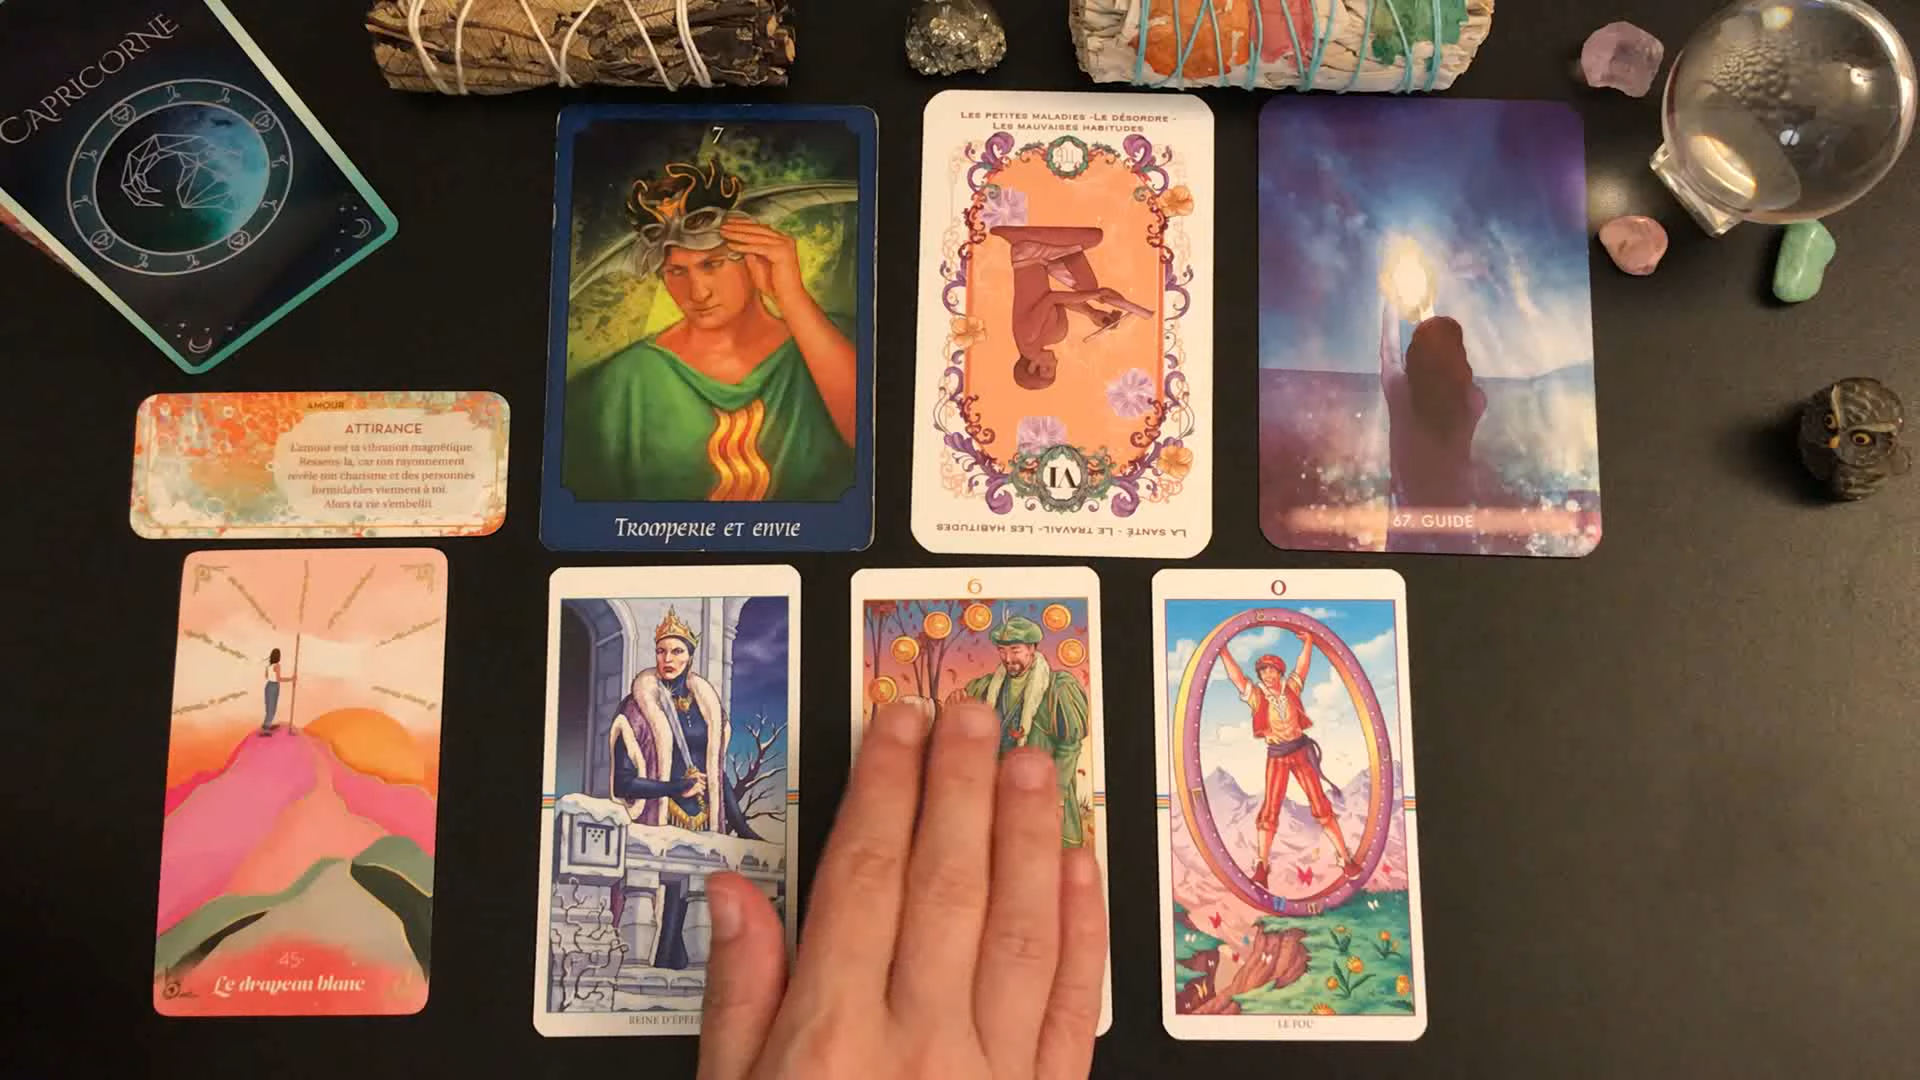 CAPRICORNE
7
TROMPERIE ET ENVIE
LES PETITES MALADIES -LE DÉSORDRE -
LES MAUVAISES HABITUDES
VI
LA SANTÉ - LE TRAVAIL- LES HABITUDES
67. GUIDE
AMOUR
ATTIRANCE
L'amour est ta vibration magnétique.
Ressens-la, car ton rayonnement
révèle ton charisme et des personnes
formidables viennent à toi.
Alors ta vie s'embellit.
45
Le drapeau blanc
REINE D'ÉPÉES
6
0
LE FOU